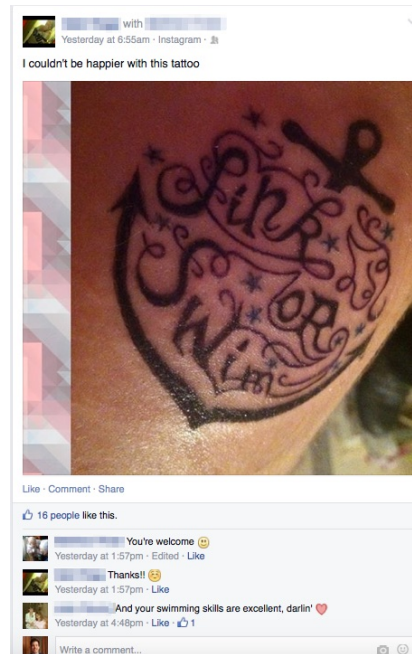 with
Yesterday at 6:55am · Instagram ·
I couldn't be happier with this tattoo
Sink
OR
Swim
Like · Comment · Share
16 people like this.
You're welcome
Yesterday at 1:57pm · Edited · Like
Thanks!!
Yesterday at 1:57pm · Like
And your swimming skills are excellent, darlin'
Yesterday at 4:48pm · Like · 1
Write a comment...